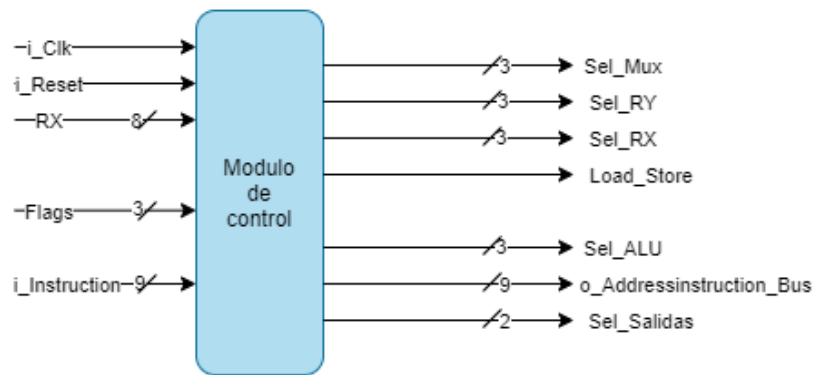 i_Clk
i_Reset
RX 8
Flags 3
i_Instruction 9
Modulo
de
control
3 Sel_Mux
3 Sel_RY
3 Sel_RX
Load_Store
3 Sel_ALU
9 o_Addressinstruction_Bus
2 Sel_Salidas